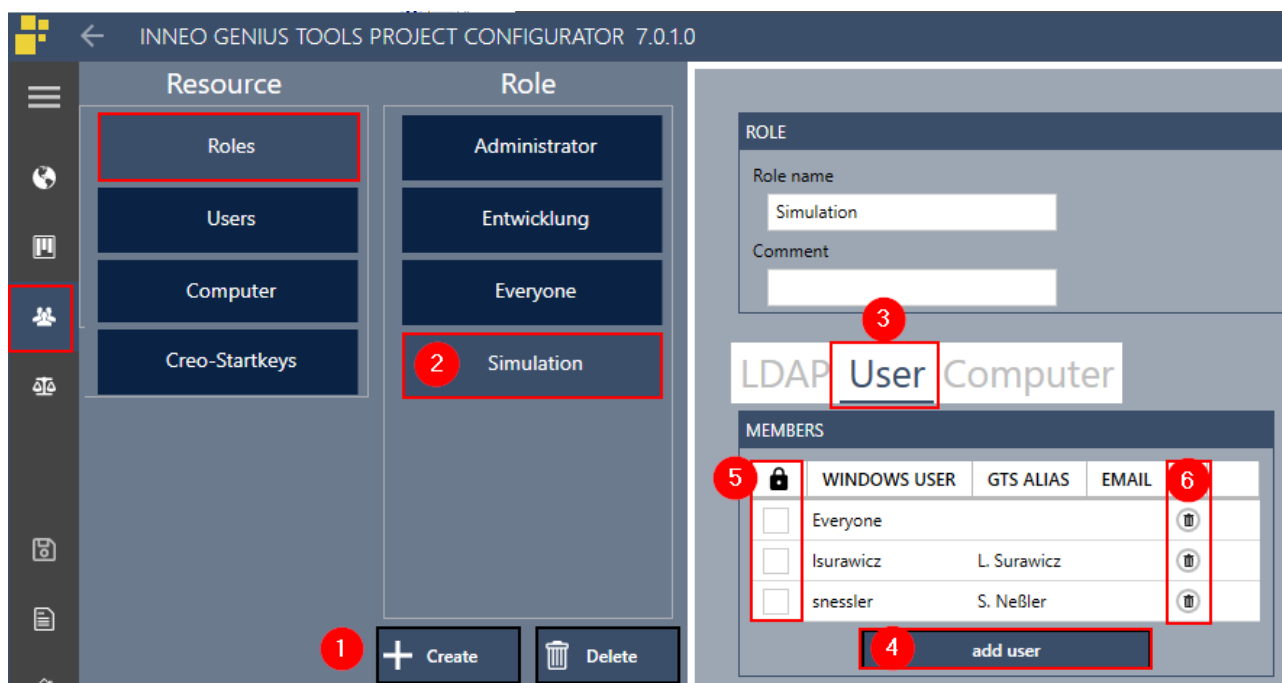 INNEO GENIUS TOOLS PROJECT CONFIGURATOR 7.0.1.0
Resource
Roles
Users
Computer
Creo-Startkeys
Role
Administrator
Entwicklung
Everyone
2 Simulation
1 Create Delete
ROLE
Role name
Simulation
Comment
3
LDAP User Computer
MEMBERS
5 WINDOWS USER GTS ALIAS EMAIL 6
Everyone
lsurawicz L. Surawicz
snessler S. Neßler
4 add user